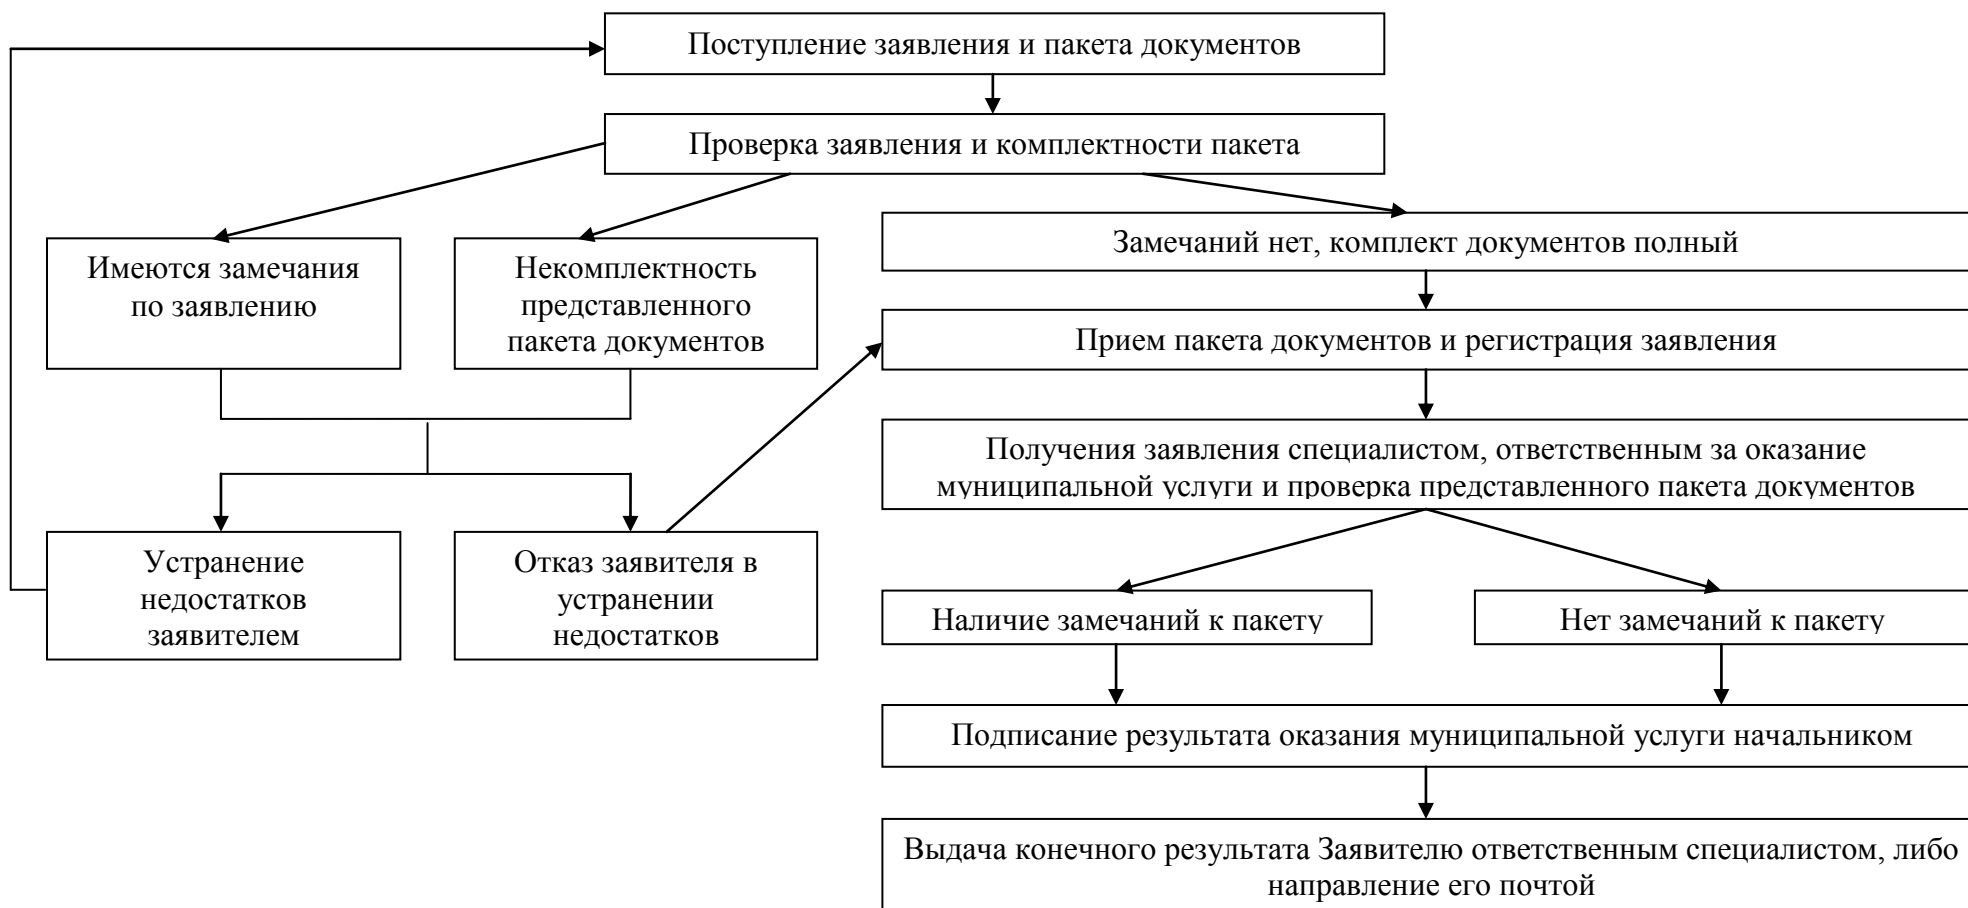 Поступление заявления и пакета документов
Проверка заявления и комплектности пакета
Замечаний нет, комплект документов полный
Имеются замечания
по заявлению
Некомплектность
представленного
пакета документов
Прием пакета документов и регистрация заявления
Получения заявления специалистом, ответственным за оказание
муниципальной услуги и проверка представленного пакета документов
Устранение
недостатков
заявителем
Отказ заявителя в
устранении
недостатков
Наличие замечаний к пакету
Нет замечаний к пакету
Подписание результата оказания муниципальной услуги начальником
Выдача конечного результата Заявителю ответственным специалистом, либо
направление его почтой